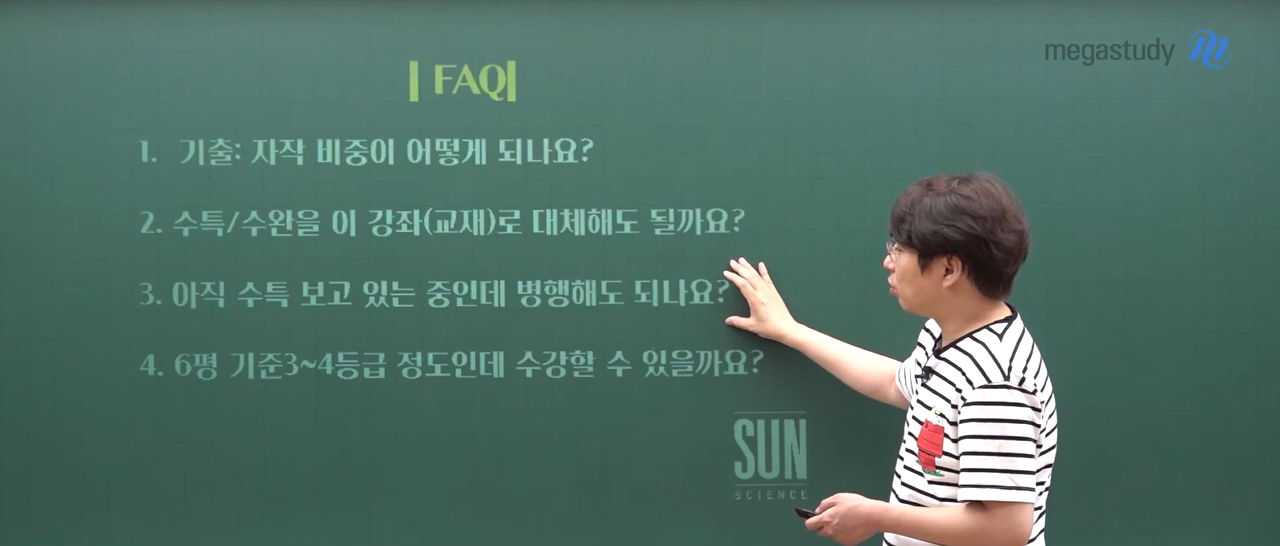 megastudy
FAQ
1. 기출: 자작 비중이 어떻게 되나요?
2. 수특/수완을 이 강좌(교재)로 대체해도 될까요?
3. 아직 수특 보고 있는 중인데 병행해도 되나요?
4. 6평 기준3~4등급 정도인데 수강할 수 있을까요?
SUN
SCIENCE